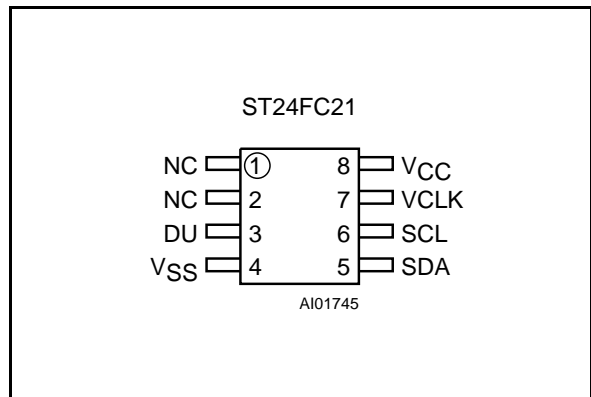 ST24FC21
NC 1 8 VCC
NC 2 7 VCLK
DU 3 6 SCL
VSS 4 5 SDA
AI01745